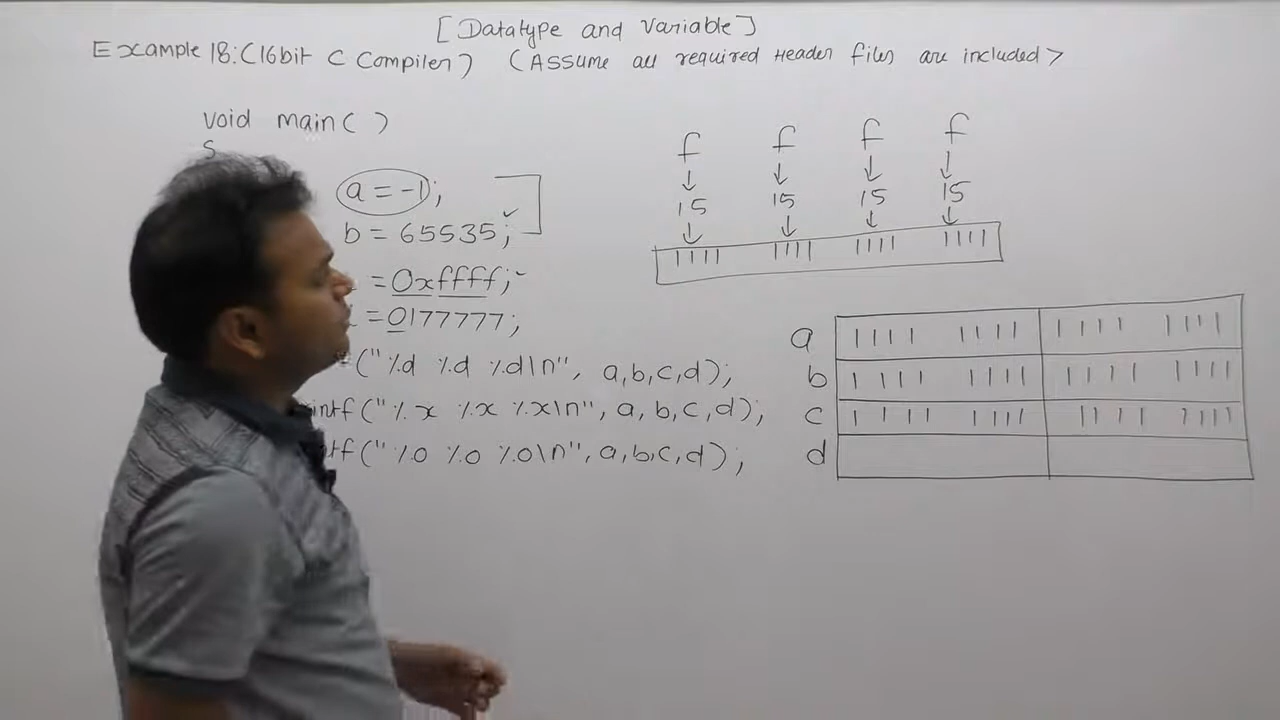 [Datatype and Variable]
Example 18:(16bit C Compiler) (Assume all required Header files are included>
void main( )
a = -1;
b = 65535;
= 0xffff;
= 0177777;
(" %d %d %d\n", a,b,c,d);
intf(" %x %x %x\n", a, b, c, d);
tf(" %o %o %o\n", a,b,c,d);
f f f f
15 15 15 15
1111 1111 1111 1111
a 1111 1111 1111 1111
b 1111 1111 1111 1111
c 1111 1111 1111 1111
d